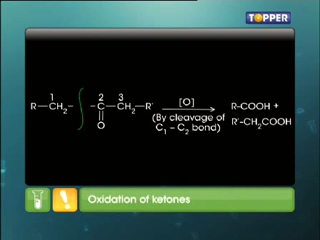 TOPPER
1 2 3
R—CH₂— —C—CH₂—R' [O] R-COOH +
O (By cleavage of R'-CH₂COOH
C₁ – C₂ bond)
Oxidation of ketones